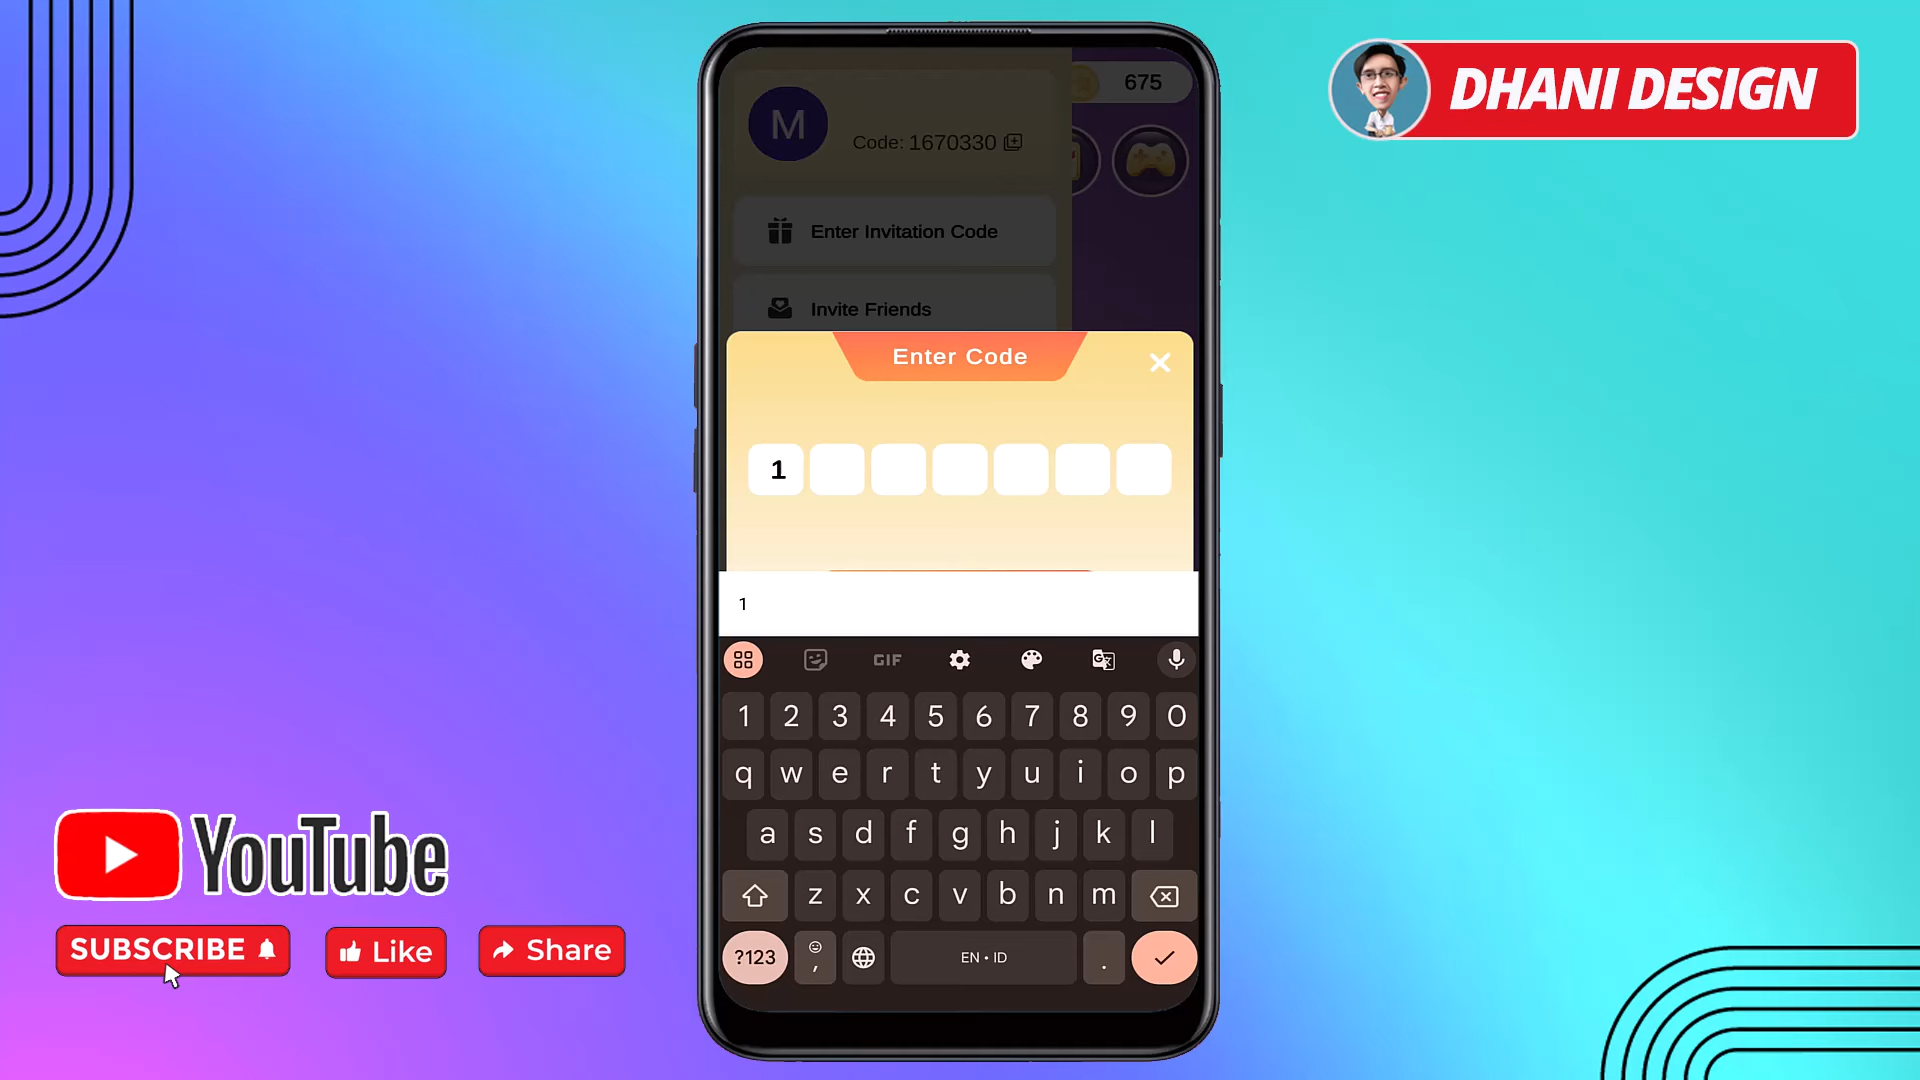 DHANI DESIGN
675
M
Code: 1670330
Enter Invitation Code
Invite Friends
Enter Code
1
1
GIF
1 2 3 4 5 6 7 8 9 0
q w e r t y u i o p
a s d f g h j k l
z x c v b n m
?123 , EN • ID .
YouTube
SUBSCRIBE Like Share